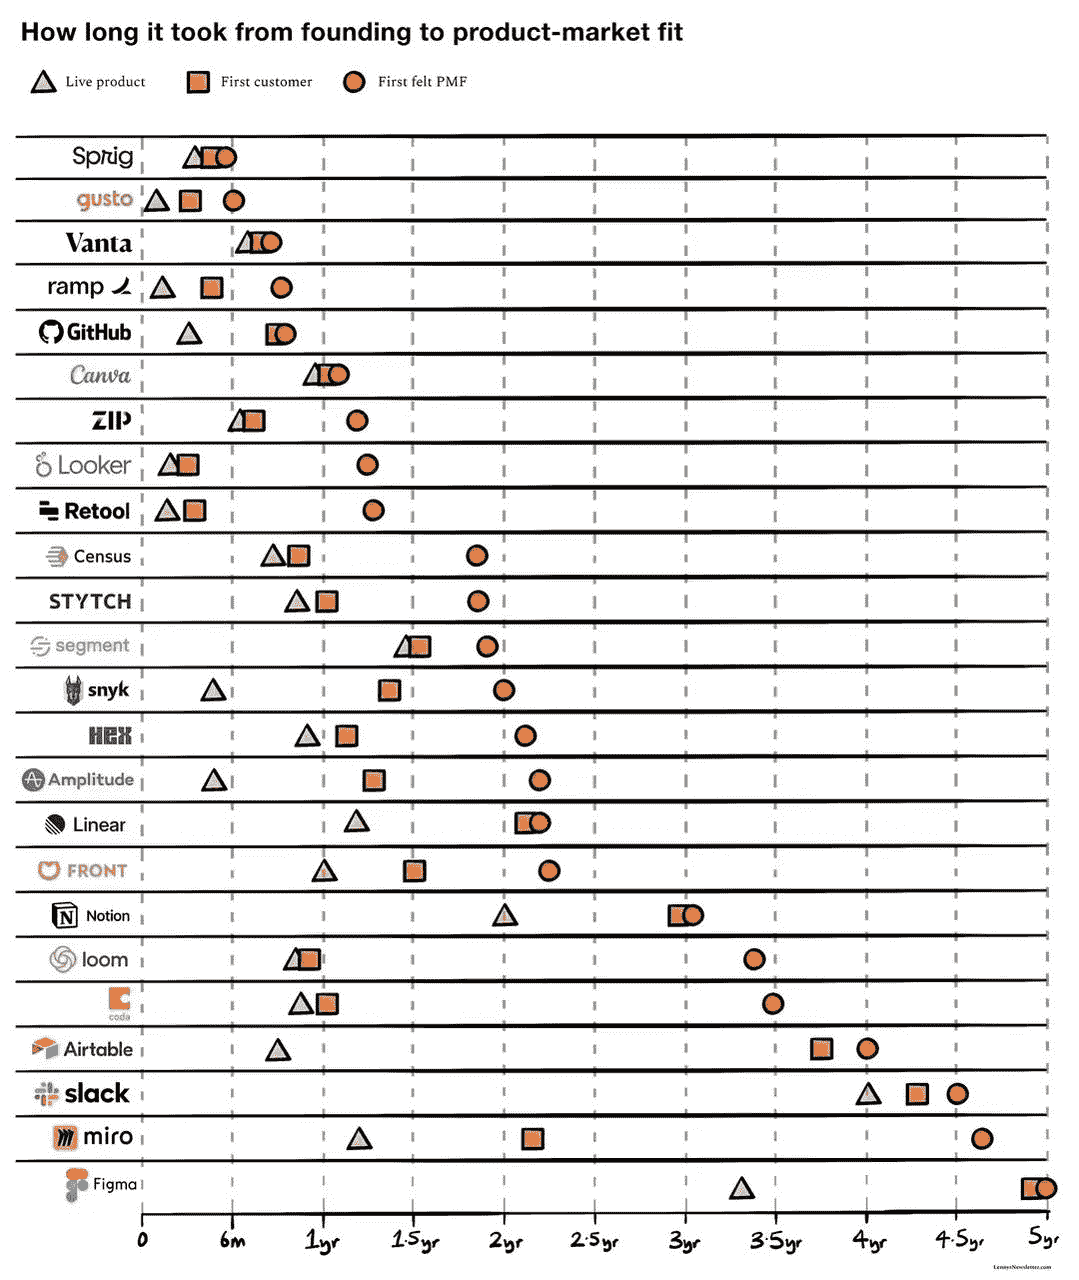 How long it took from founding to product-market fit
Live product
First customer
First felt PMF
Sprig
gusto
Vanta
ramp
GitHub
Canva
ZIP
Looker
Retool
Census
STYTCH
segment
snyk
HEX
Amplitude
Linear
FRONT
Notion
loom
coda
Airtable
slack
miro
Figma
0 6m 1yr 1.5yr 2yr 2.5yr 3yr 3.5yr 4yr 4.5yr 5yr
LennysNewsletter.com